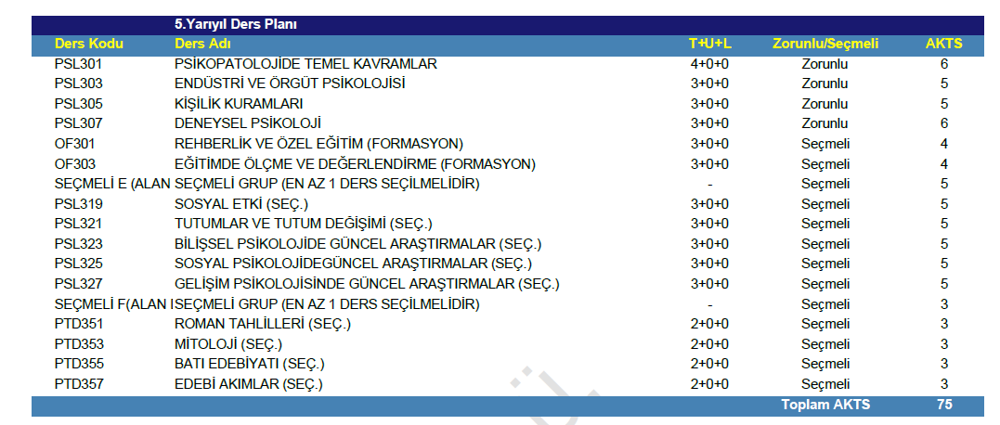 5.Yarıyıl Ders Planı
Ders Kodu Ders Adı T+U+L Zorunlu/Seçmeli AKTS
PSL301 PSİKOPATOLOJİDE TEMEL KAVRAMLAR 4+0+0 Zorunlu 6
PSL303 ENDÜSTRİ VE ÖRGÜT PSİKOLOJİSİ 3+0+0 Zorunlu 5
PSL305 KİŞİLİK KURAMLARI 3+0+0 Zorunlu 5
PSL307 DENEYSEL PSİKOLOJİ 3+0+0 Zorunlu 6
OF301 REHBERLİK VE ÖZEL EĞİTİM (FORMASYON) 3+0+0 Seçmeli 4
OF303 EĞİTİMDE ÖLÇME VE DEĞERLENDİRME (FORMASYON) 3+0+0 Seçmeli 4
SEÇMELİ E (ALAN SEÇMELİ GRUP (EN AZ 1 DERS SEÇİLMELİDİR) - Seçmeli 5
PSL319 SOSYAL ETKİ (SEÇ.) 3+0+0 Seçmeli 5
PSL321 TUTUMLAR VE TUTUM DEĞİŞİMİ (SEÇ.) 3+0+0 Seçmeli 5
PSL323 BİLİŞSEL PSİKOLOJİDE GÜNCEL ARAŞTIRMALAR (SEÇ.) 3+0+0 Seçmeli 5
PSL325 SOSYAL PSİKOLOJİDEGÜNCEL ARAŞTIRMALAR (SEÇ.) 3+0+0 Seçmeli 5
PSL327 GELİŞİM PSİKOLOJİSİNDE GÜNCEL ARAŞTIRMALAR (SEÇ.) 3+0+0 Seçmeli 5
SEÇMELİ F(ALAN SEÇMELİ GRUP (EN AZ 1 DERS SEÇİLMELİDİR) - Seçmeli 3
PTD351 ROMAN TAHLİLLERİ (SEÇ.) 2+0+0 Seçmeli 3
PTD353 MİTOLOJİ (SEÇ.) 2+0+0 Seçmeli 3
PTD355 BATI EDEBİYATI (SEÇ.) 2+0+0 Seçmeli 3
PTD357 EDEBİ AKIMLAR (SEÇ.) 2+0+0 Seçmeli 3
Toplam AKTS 75